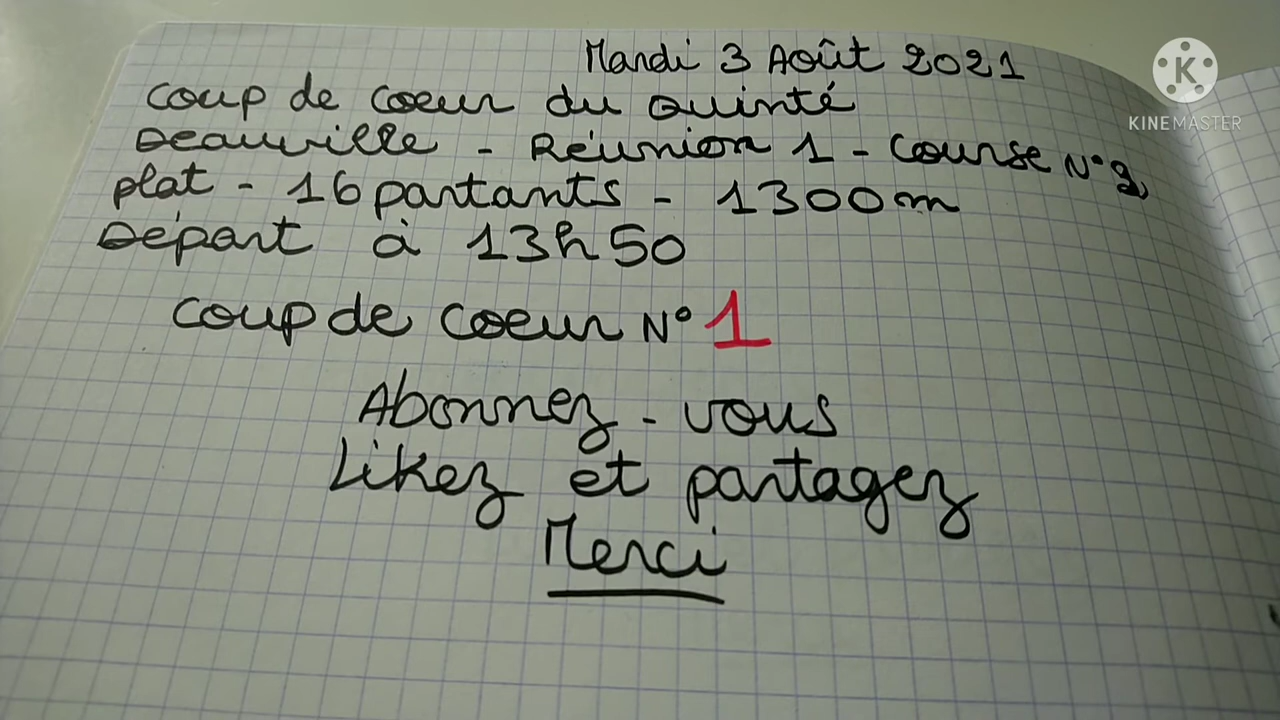 Mardi 3 Août 2021
KINEMASTER
coup de coeur du Quinté
Deauville - Réunion 1 - course N° 2
plat - 16 partants - 1300m
Départ à 13h50
coup de coeur N° 1
Abonnez-vous
Likez et partagez
Merci